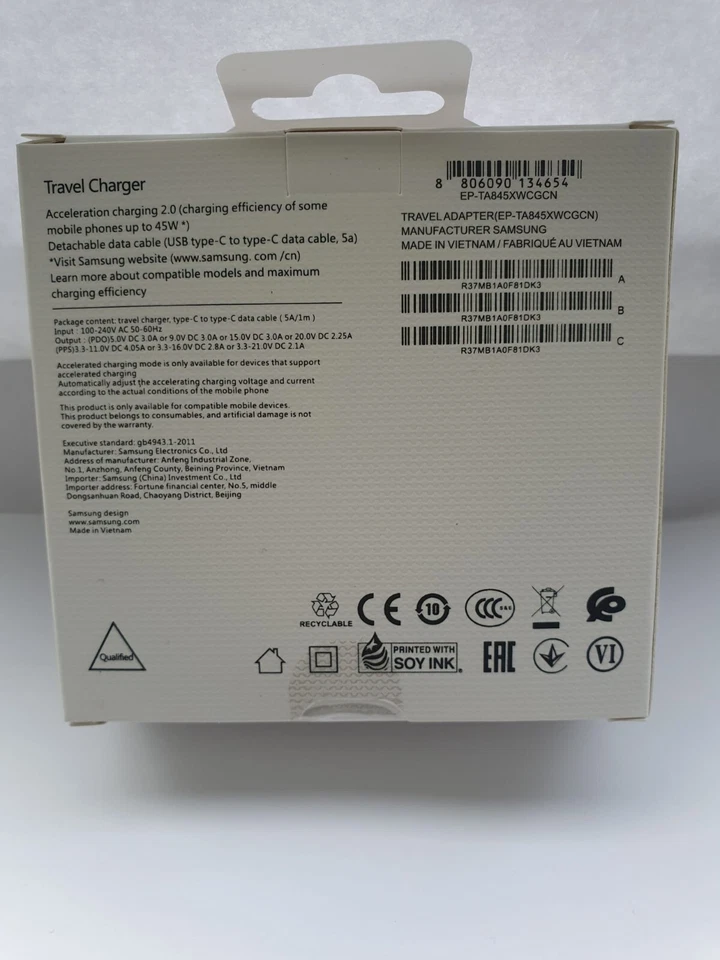 Travel Charger
Acceleration charging 2.0 (charging efficiency of some
mobile phones up to 45W *)
Detachable data cable (USB type-C to type-C data cable, 5a)
*Visit Samsung website (www.samsung. com /cn)
Learn more about compatible models and maximum
charging efficiency
Package content: travel charger, type-C to type-C data cable ( 5A/1m )
Input : 100-240V AC 50-60Hz
Output : (PDO)5.0V DC 3.0A or 9.0V DC 3.0A or 15.0V DC 3.0A or 20.0V DC 2.25A
(PPS)3.3-11.0V DC 4.05A or 3.3-16.0V DC 2.8A or 3.3-21.0V DC 2.1A
Accelerated charging mode is only available for devices that support
accelerated charging
Automatically adjust the accelerating charging voltage and current
according to the actual conditions of the mobile phone
This product is only available for compatible mobile devices.
This product belongs to consumables, and artificial damage is not
covered by the warranty.
Executive standard: gb4943.1-2011
Manufacturer: Samsung Electronics Co., Ltd
Address of manufacturer: Anfeng Industrial Zone,
No.1, Anzhong, Anfeng County, Beining Province, Vietnam
Importer: Samsung (China) Investment Co., Ltd
Importer address: Fortune financial center, No.5, middle
Dongsanhuan Road, Chaoyang District, Beijing
Samsung design
www.samsung.com
Made in Vietnam
8 806090 134654
EP-TA845XWCGCN
TRAVEL ADAPTER(EP-TA845XWCGCN)
MANUFACTURER SAMSUNG
MADE IN VIETNAM / FABRIQUÉ AU VIETNAM
A
R37MB1A0F81DK3
B
R37MB1A0F81DK3
C
R37MB1A0F81DK3
RECYCLABLE
CE
10
CCC S&E
Qualified
PRINTED WITH
SOY INK
EAC
VI